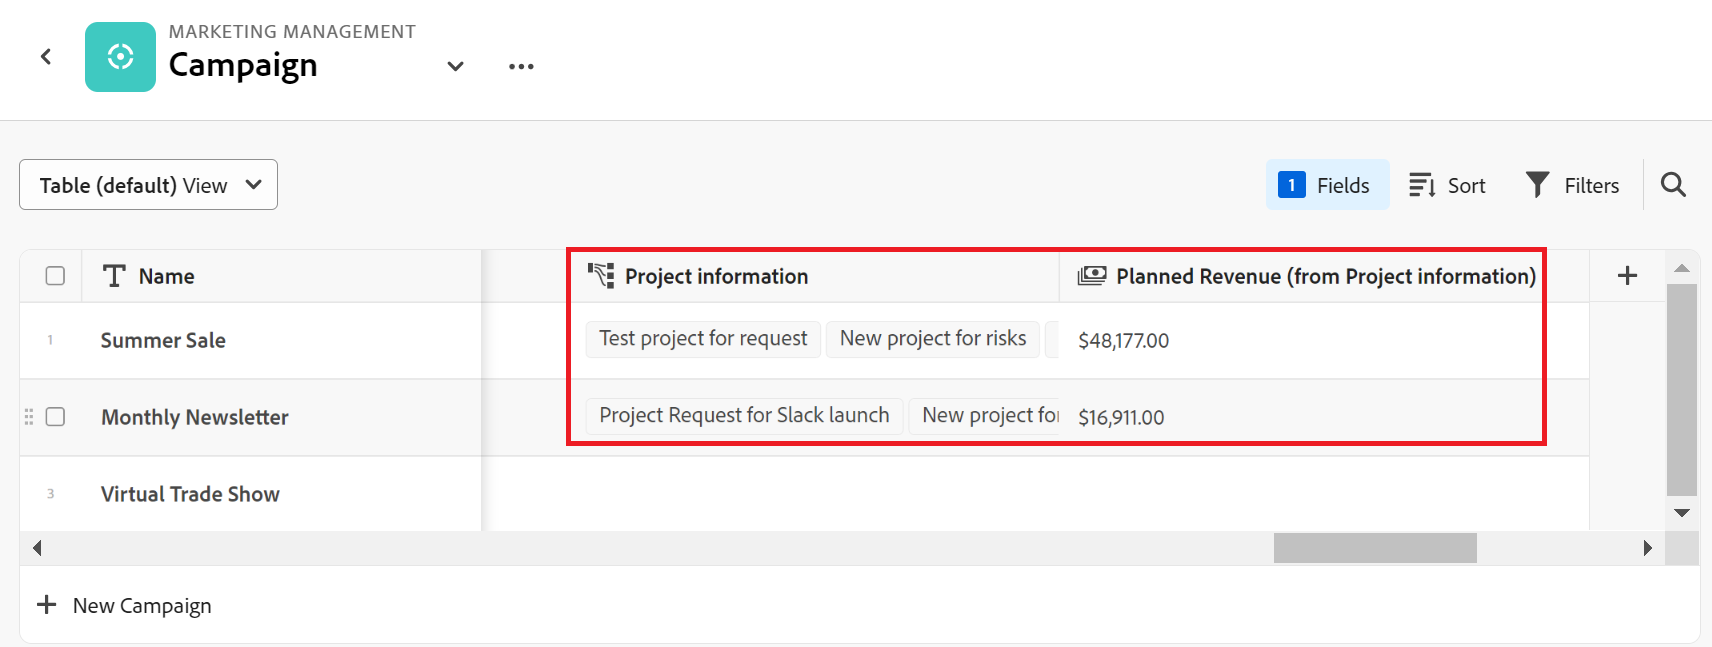 MARKETING MANAGEMENT
Campaign
Table (default) View
1 Fields Sort Filters
Name Project information Planned Revenue (from Project information)
1 Summer Sale Test project for request New project for risks $48,177.00
Monthly Newsletter Project Request for Slack launch New project for $16,911.00
3 Virtual Trade Show
New Campaign